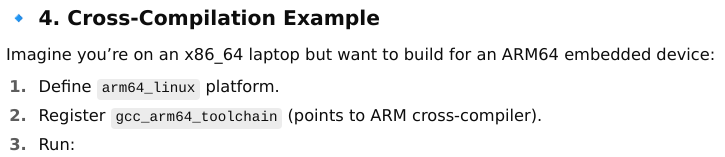 🔹 4. Cross-Compilation Example
Imagine you’re on an x86_64 laptop but want to build for an ARM64 embedded device:
1. Define arm64_linux platform.
2. Register gcc_arm64_toolchain (points to ARM cross-compiler).
3. Run: